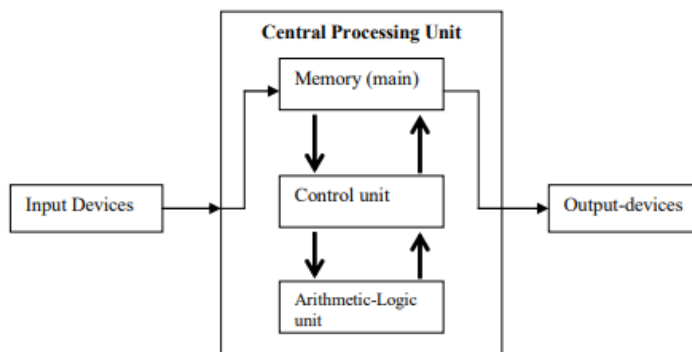 Central Processing Unit
Memory (main)
Input Devices
Control unit
Output-devices
Arithmetic-Logic
unit